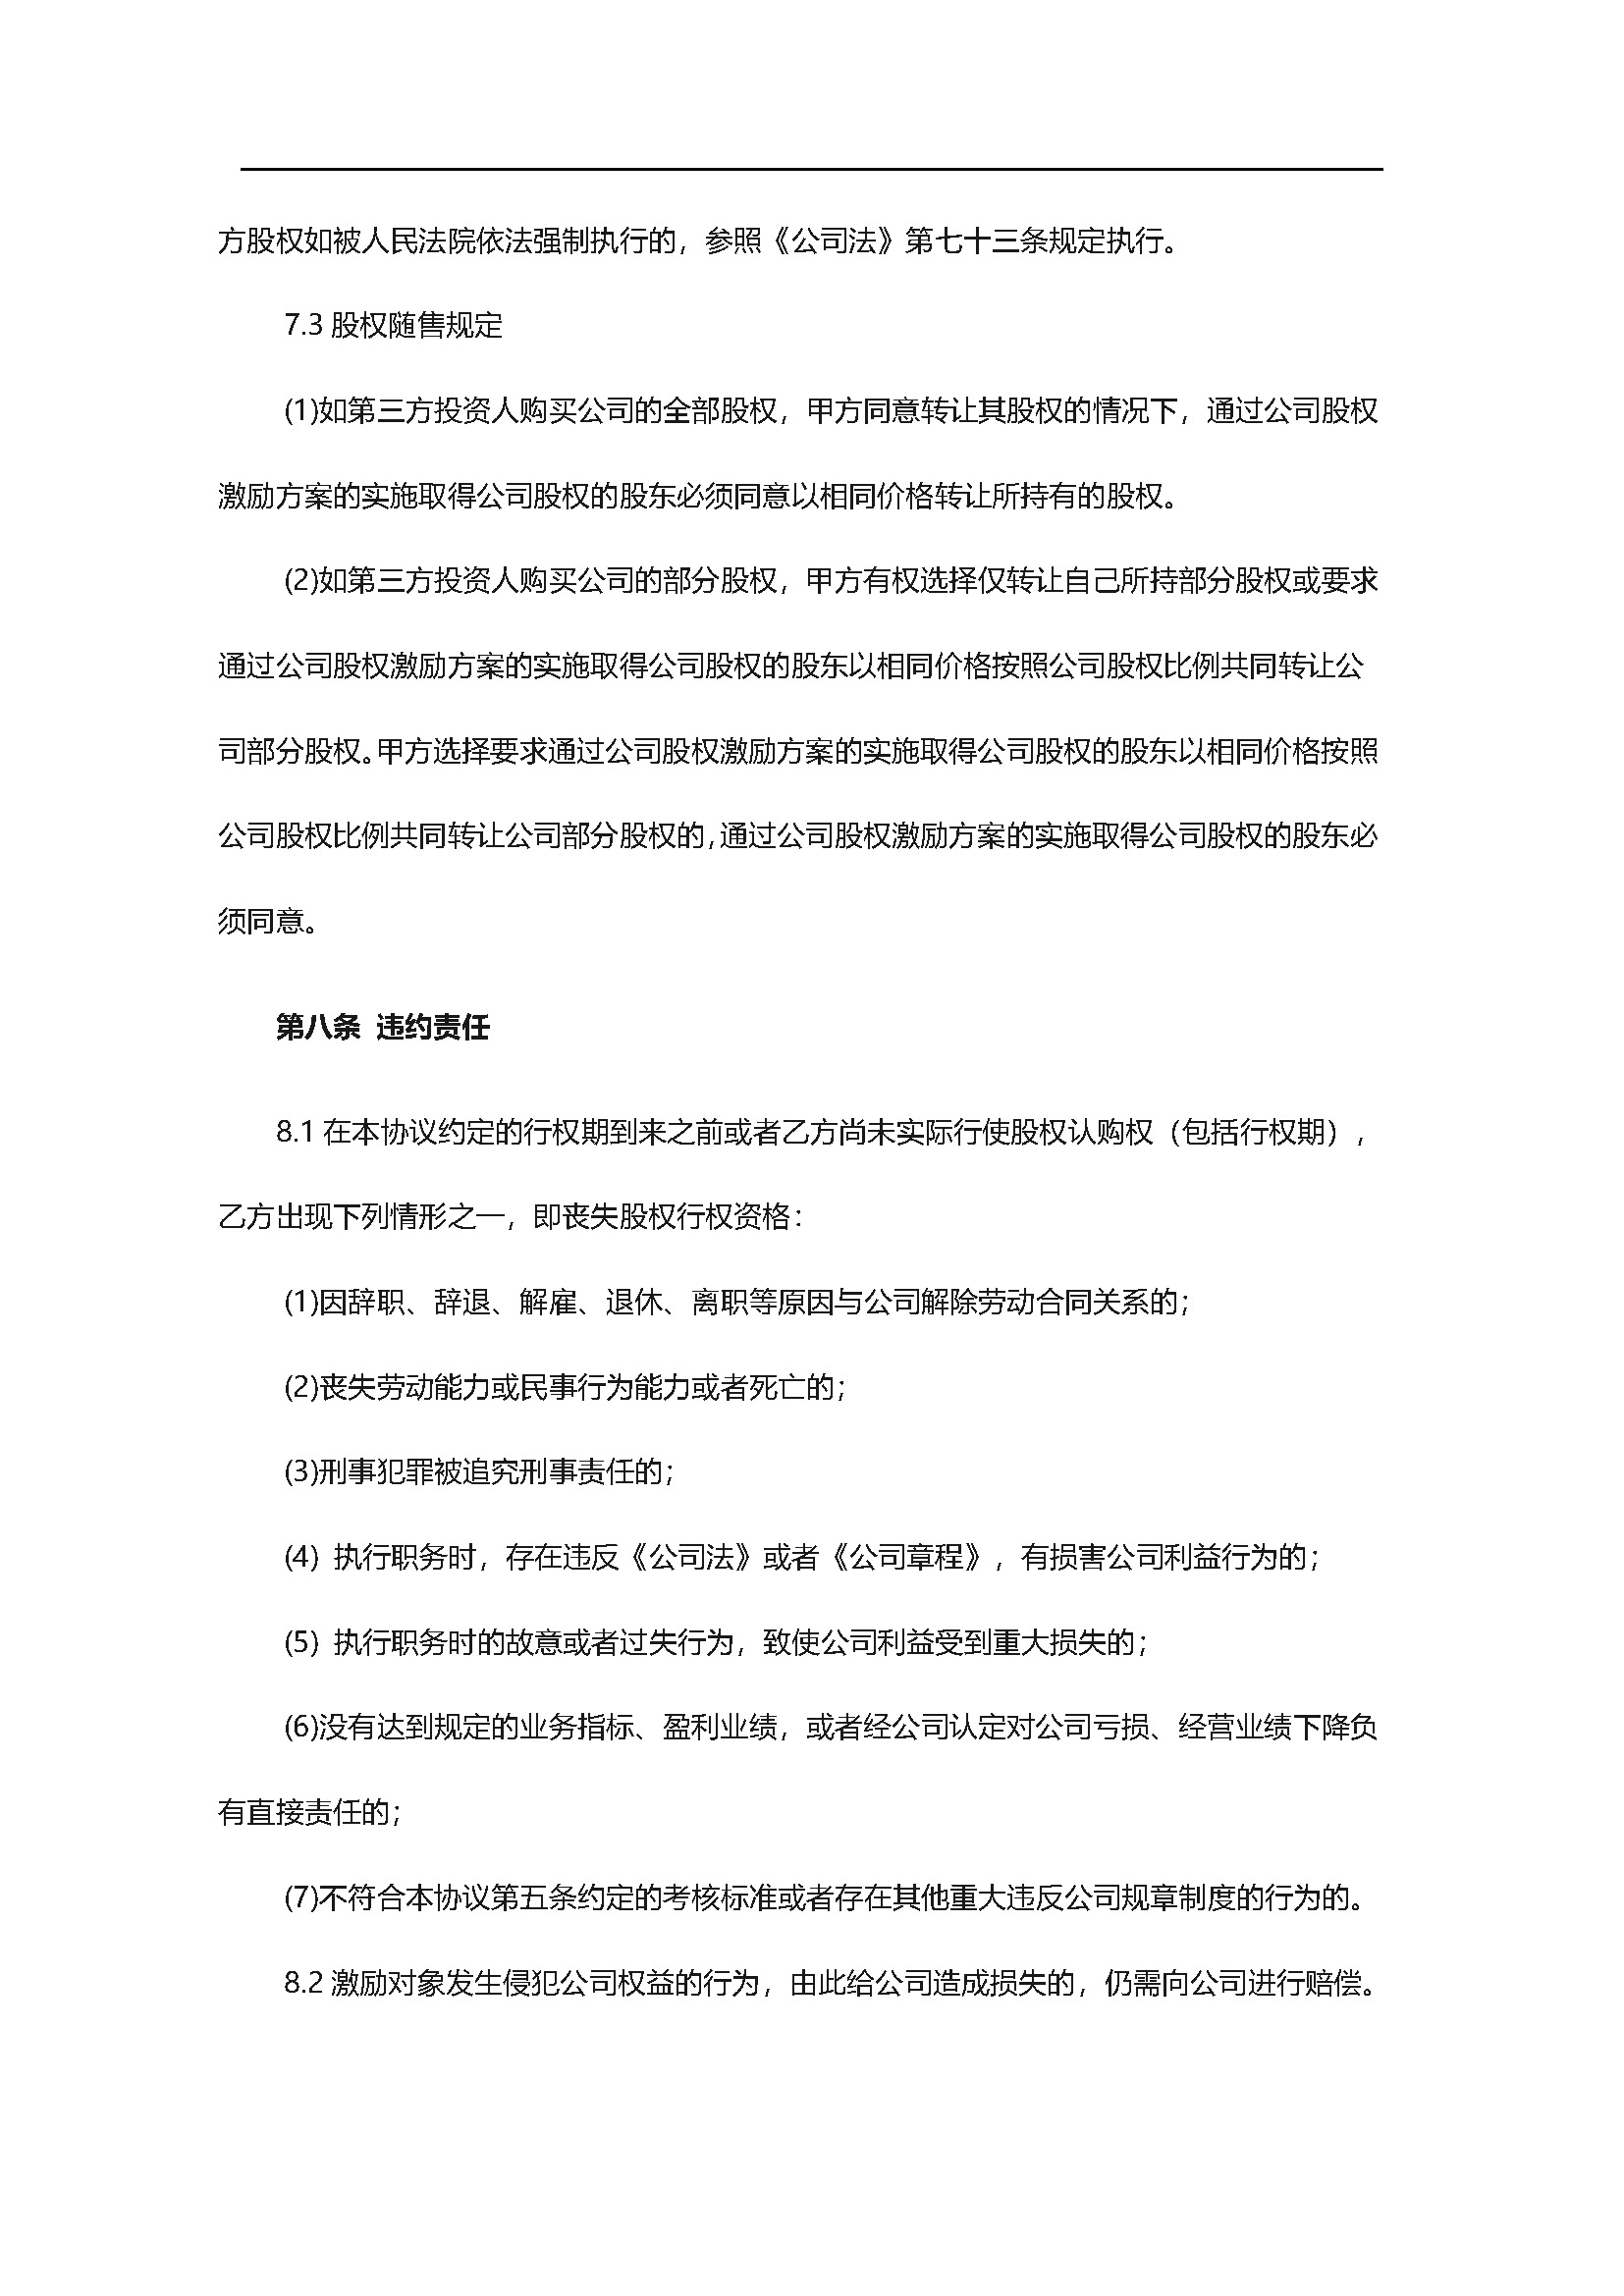 方股权如被人民法院依法强制执行的，参照《公司法》第七十三条规定执行。
7.3 股权随售规定
(1)如第三方投资人购买公司的全部股权，甲方同意转让其股权的情况下，通过公司股权
激励方案的实施取得公司股权的股东必须同意以相同价格转让所持有的股权。
(2)如第三方投资人购买公司的部分股权，甲方有权选择仅转让自己所持部分股权或要求
通过公司股权激励方案的实施取得公司股权的股东以相同价格按照公司股权比例共同转让公
司部分股权。甲方选择要求通过公司股权激励方案的实施取得公司股权的股东以相同价格按照
公司股权比例共同转让公司部分股权的，通过公司股权激励方案的实施取得公司股权的股东必
须同意。
第八条 违约责任
8.1 在本协议约定的行权期到来之前或者乙方尚未实际行使股权认购权（包括行权期），
乙方出现下列情形之一，即丧失股权行权资格：
(1)因辞职、辞退、解雇、退休、离职等原因与公司解除劳动合同关系的；
(2)丧失劳动能力或民事行为能力或者死亡的；
(3)刑事犯罪被追究刑事责任的；
(4) 执行职务时，存在违反《公司法》或者《公司章程》，有损害公司利益行为的；
(5) 执行职务时的故意或者过失行为，致使公司利益受到重大损失的；
(6)没有达到规定的业务指标、盈利业绩，或者经公司认定对公司亏损、经营业绩下降负
有直接责任的；
(7)不符合本协议第五条约定的考核标准或者存在其他重大违反公司规章制度的行为的。
8.2 激励对象发生侵犯公司权益的行为，由此给公司造成损失的，仍需向公司进行赔偿。